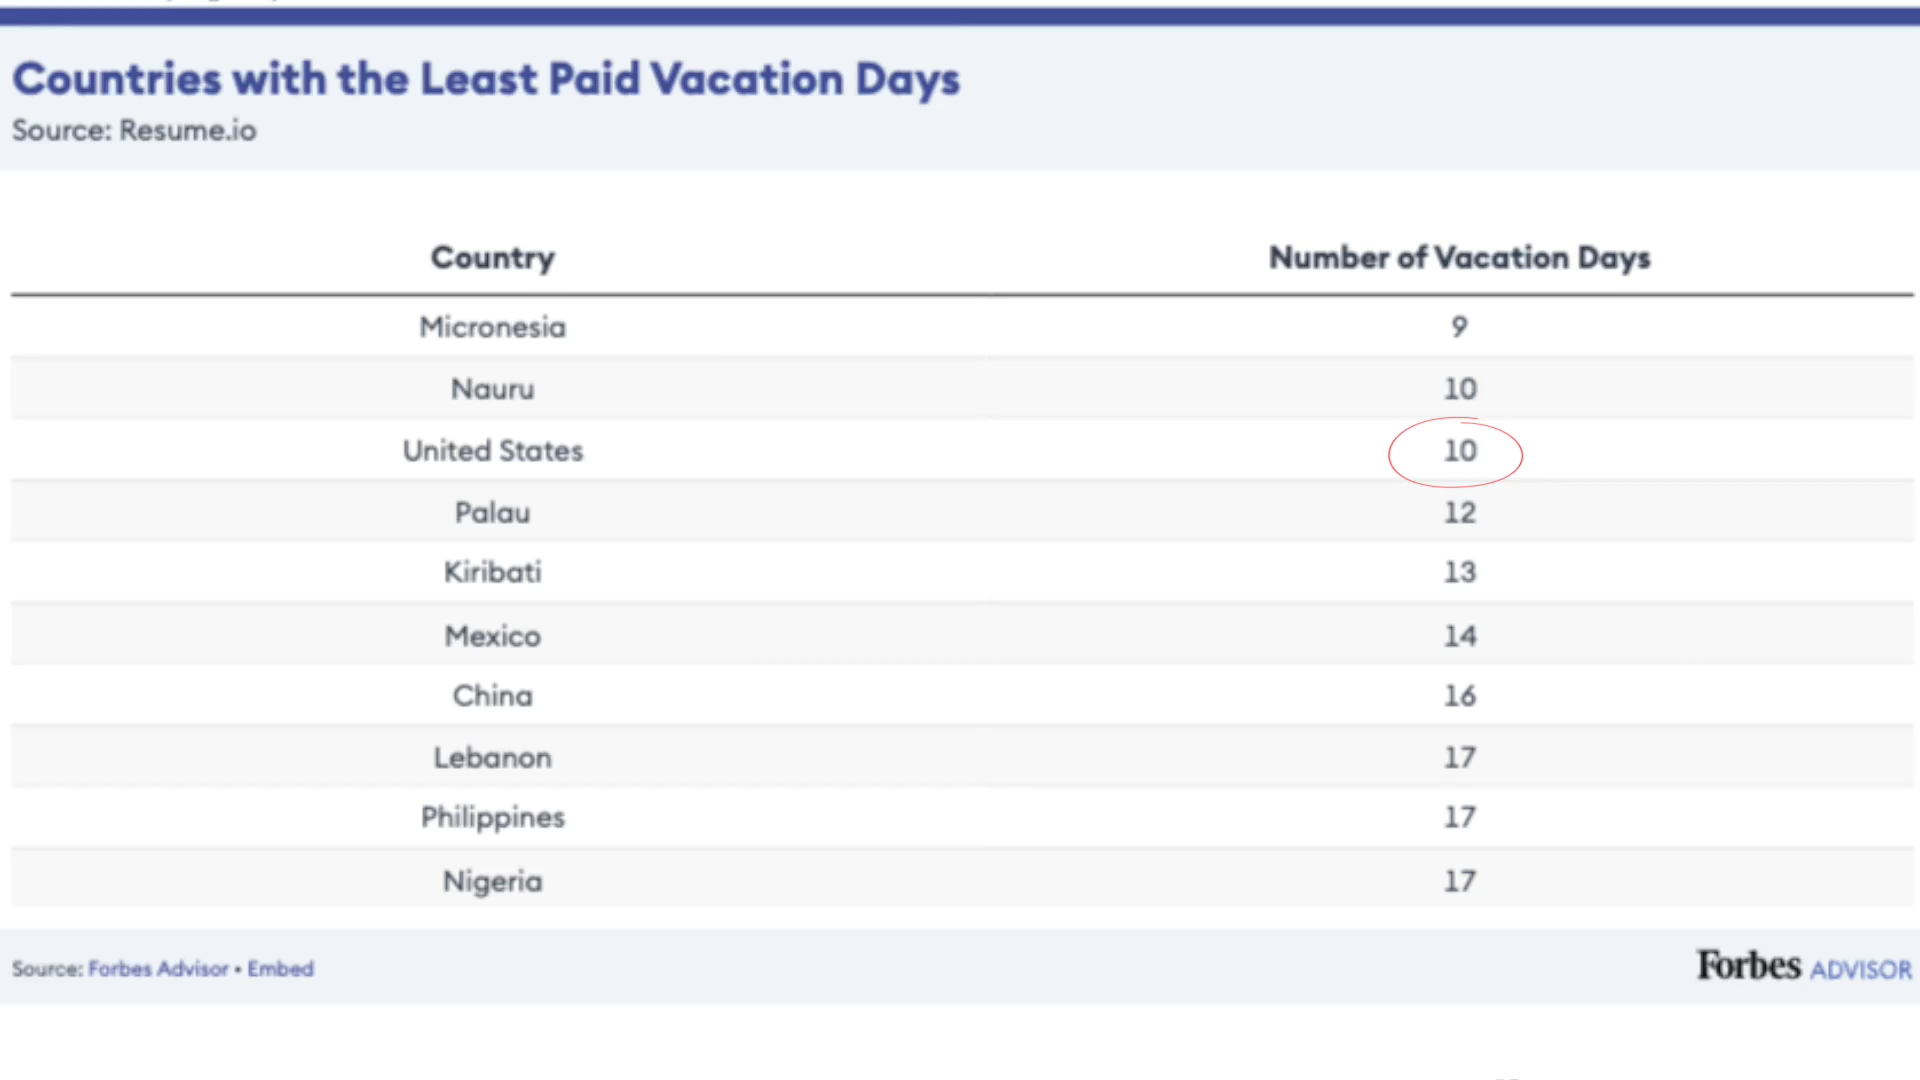 Countries with the Least Paid Vacation Days
Source: Resume.io
Country Number of Vacation Days
Micronesia 9
Nauru 10
United States 10
Palau 12
Kiribati 13
Mexico 14
China 16
Lebanon 17
Philippines 17
Nigeria 17
Source: Forbes Advisor • Embed Forbes ADVISOR